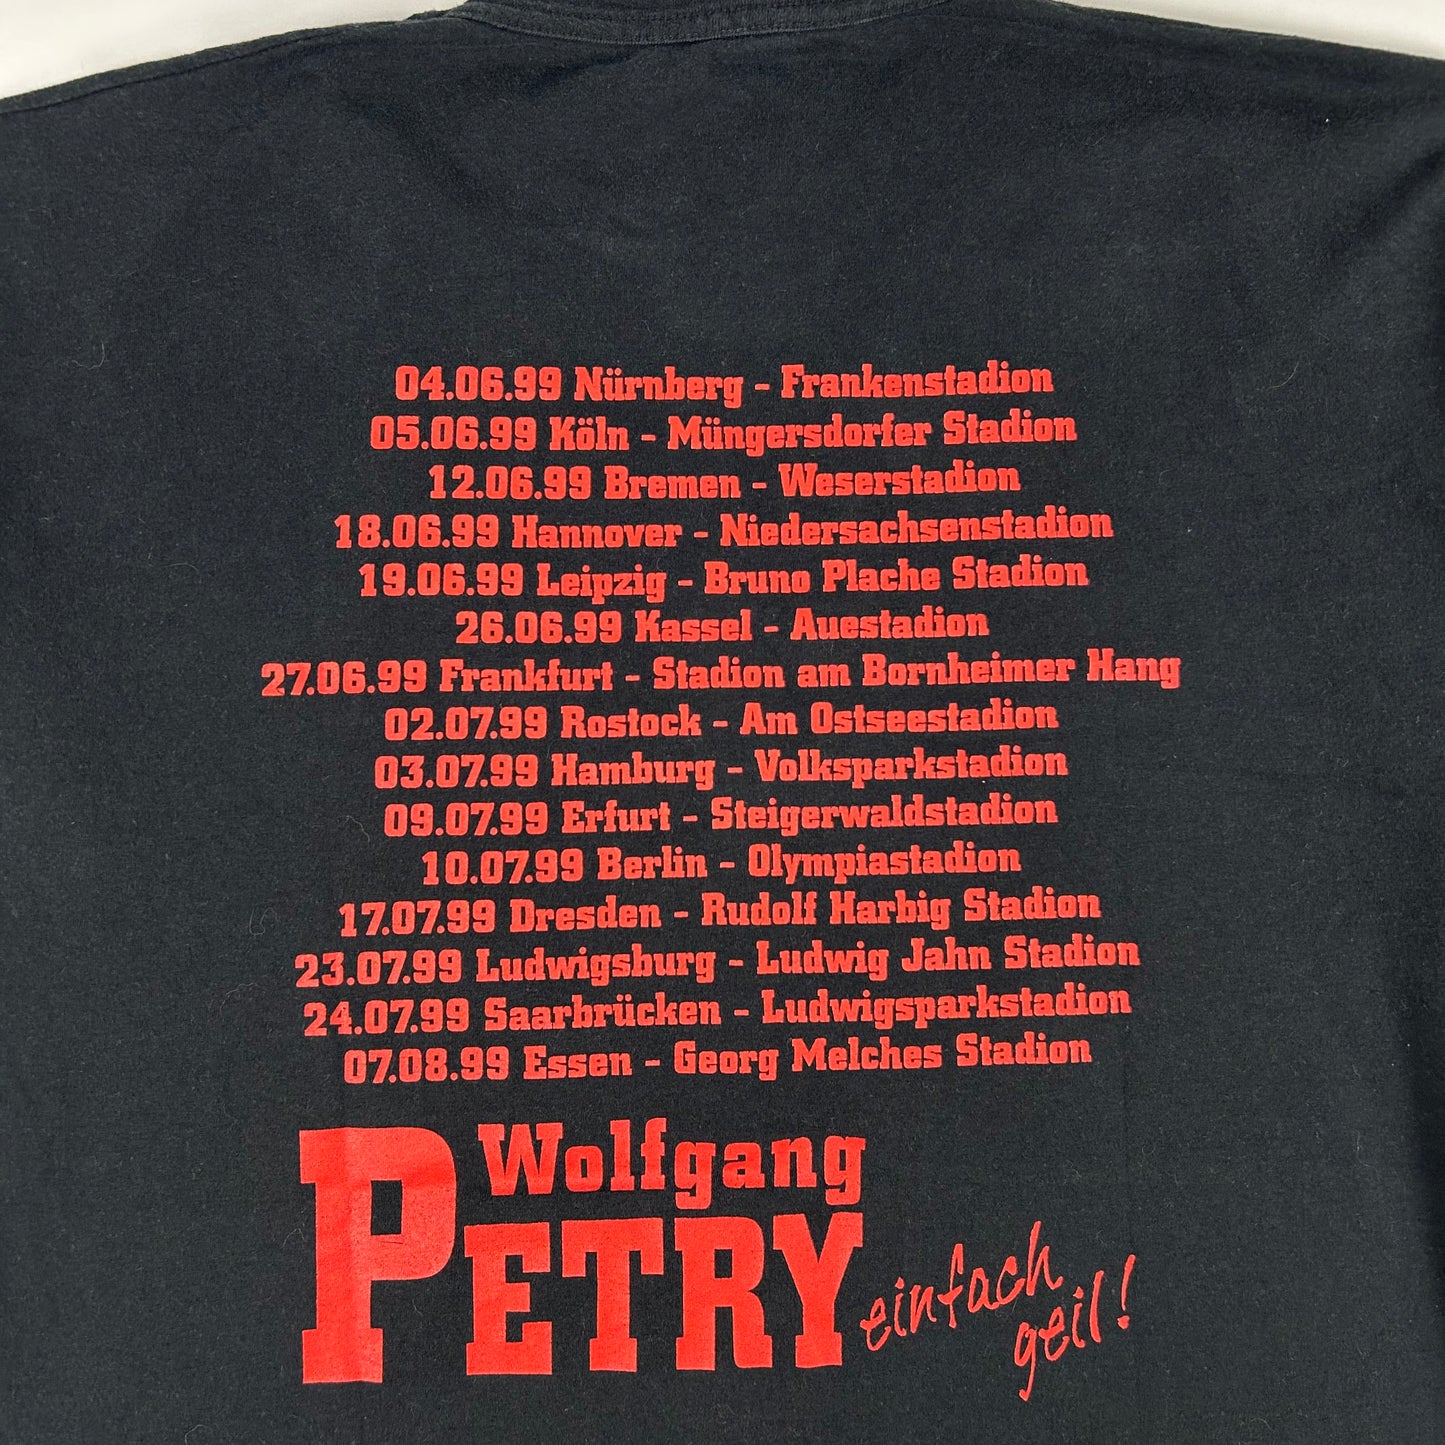 04.06.99 Nürnberg - Frankenstadion
05.06.99 Köln - Müngersdorfer Stadion
12.06.99 Bremen - Weserstadion
18.06.99 Hannover - Niedersachsenstadion
19.06.99 Leipzig - Bruno Plache Stadion
26.06.99 Kassel - Auestadion
27.06.99 Frankfurt - Stadion am Bornheimer Hang
02.07.99 Rostock - Am Ostseestadion
03.07.99 Hamburg - Volksparkstadion
09.07.99 Erfurt - Steigerwaldstadion
10.07.99 Berlin - Olympiastadion
17.07.99 Dresden - Rudolf Harbig Stadion
23.07.99 Ludwigsburg - Ludwig Jahn Stadion
24.07.99 Saarbrücken - Ludwigsparkstadion
07.08.99 Essen - Georg Melches Stadion
Wolfgang
PETRY
einfach
geil!